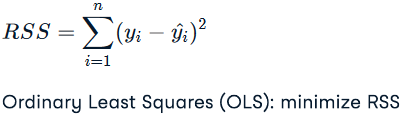 RSS = \sum_{i=1}^{n} (y_i - \hat{y}_i)^2
Ordinary Least Squares (OLS): minimize RSS